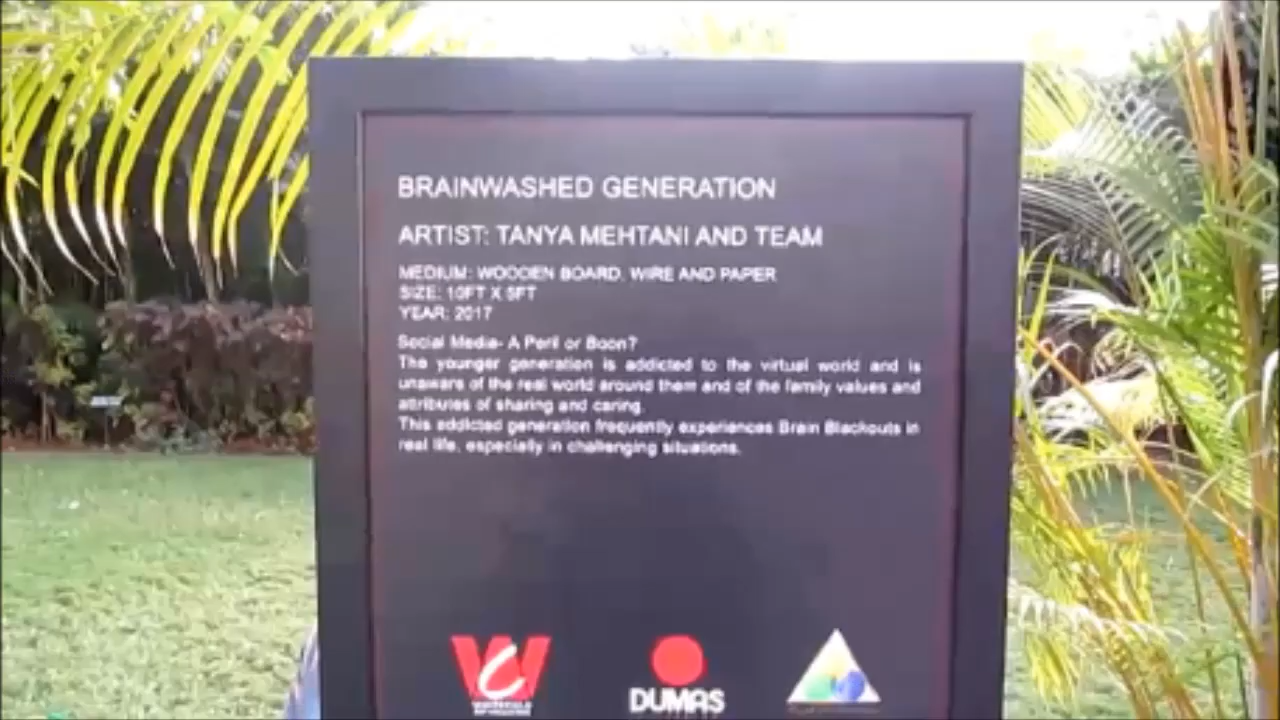 BRAINWASHED GENERATION
ARTIST: TANYA MEHTANI AND TEAM
MEDIUM: WOODEN BOARD, WIRE AND PAPER
SIZE: 10FT X 5FT
YEAR: 2017
Social Media- A Peril or Boon?
The younger generation is addicted to the virtual world and is
unaware of the real world around them and of the family values and
attributes of sharing and caring.
This addicted generation frequently experiences Brain Blackouts in
real life, especially in challenging situations.
DUMAS